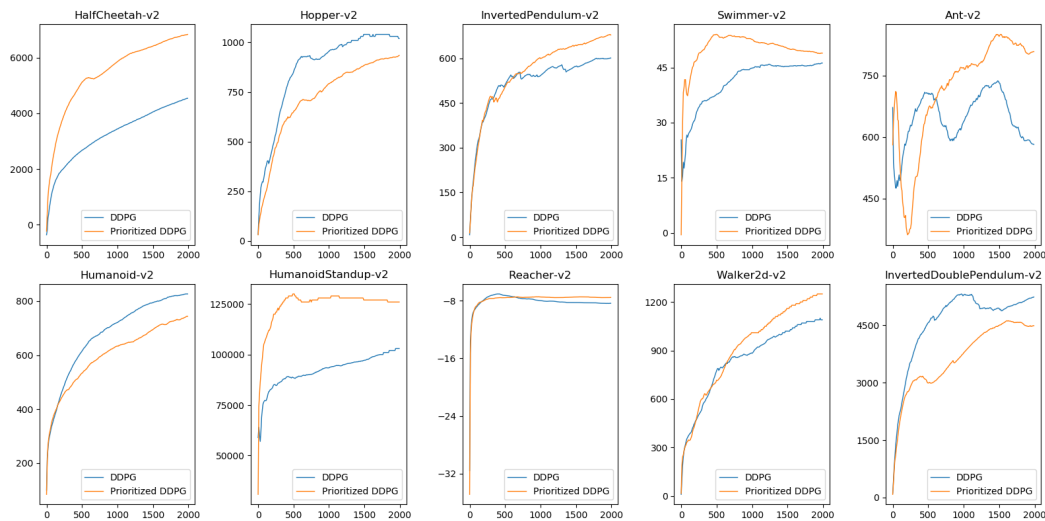 HalfCheetah-v2
6000
4000
2000
0
0 500 1000 1500 2000
DDPG
Prioritized DDPG
Hopper-v2
1000
750
500
250
0
0 500 1000 1500 2000
DDPG
Prioritized DDPG
InvertedPendulum-v2
600
450
300
150
0
0 500 1000 1500 2000
DDPG
Prioritized DDPG
Swimmer-v2
45
30
15
0
0 500 1000 1500 2000
DDPG
Prioritized DDPG
Ant-v2
750
600
450
0 500 1000 1500 2000
DDPG
Prioritized DDPG
Humanoid-v2
800
600
400
200
0 500 1000 1500 2000
DDPG
Prioritized DDPG
HumanoidStandup-v2
125000
100000
75000
50000
0 500 1000 1500 2000
DDPG
Prioritized DDPG
Reacher-v2
−8
−16
−24
−32
0 500 1000 1500 2000
DDPG
Prioritized DDPG
Walker2d-v2
1200
900
600
300
0
0 500 1000 1500 2000
DDPG
Prioritized DDPG
InvertedDoublePendulum-v2
4500
3000
1500
0
0 500 1000 1500 2000
DDPG
Prioritized DDPG